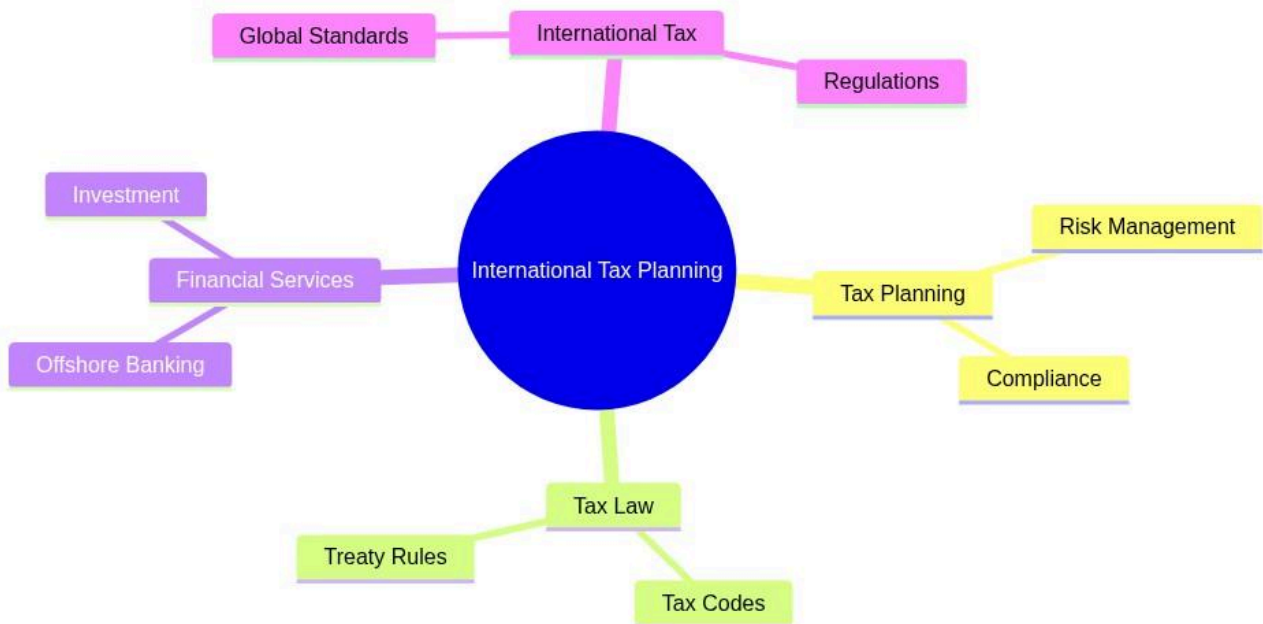 International Tax
Global Standards
Regulations
Investment
Risk Management
Financial Services
International Tax Planning
Tax Planning
Offshore Banking
Compliance
Tax Law
Treaty Rules
Tax Codes